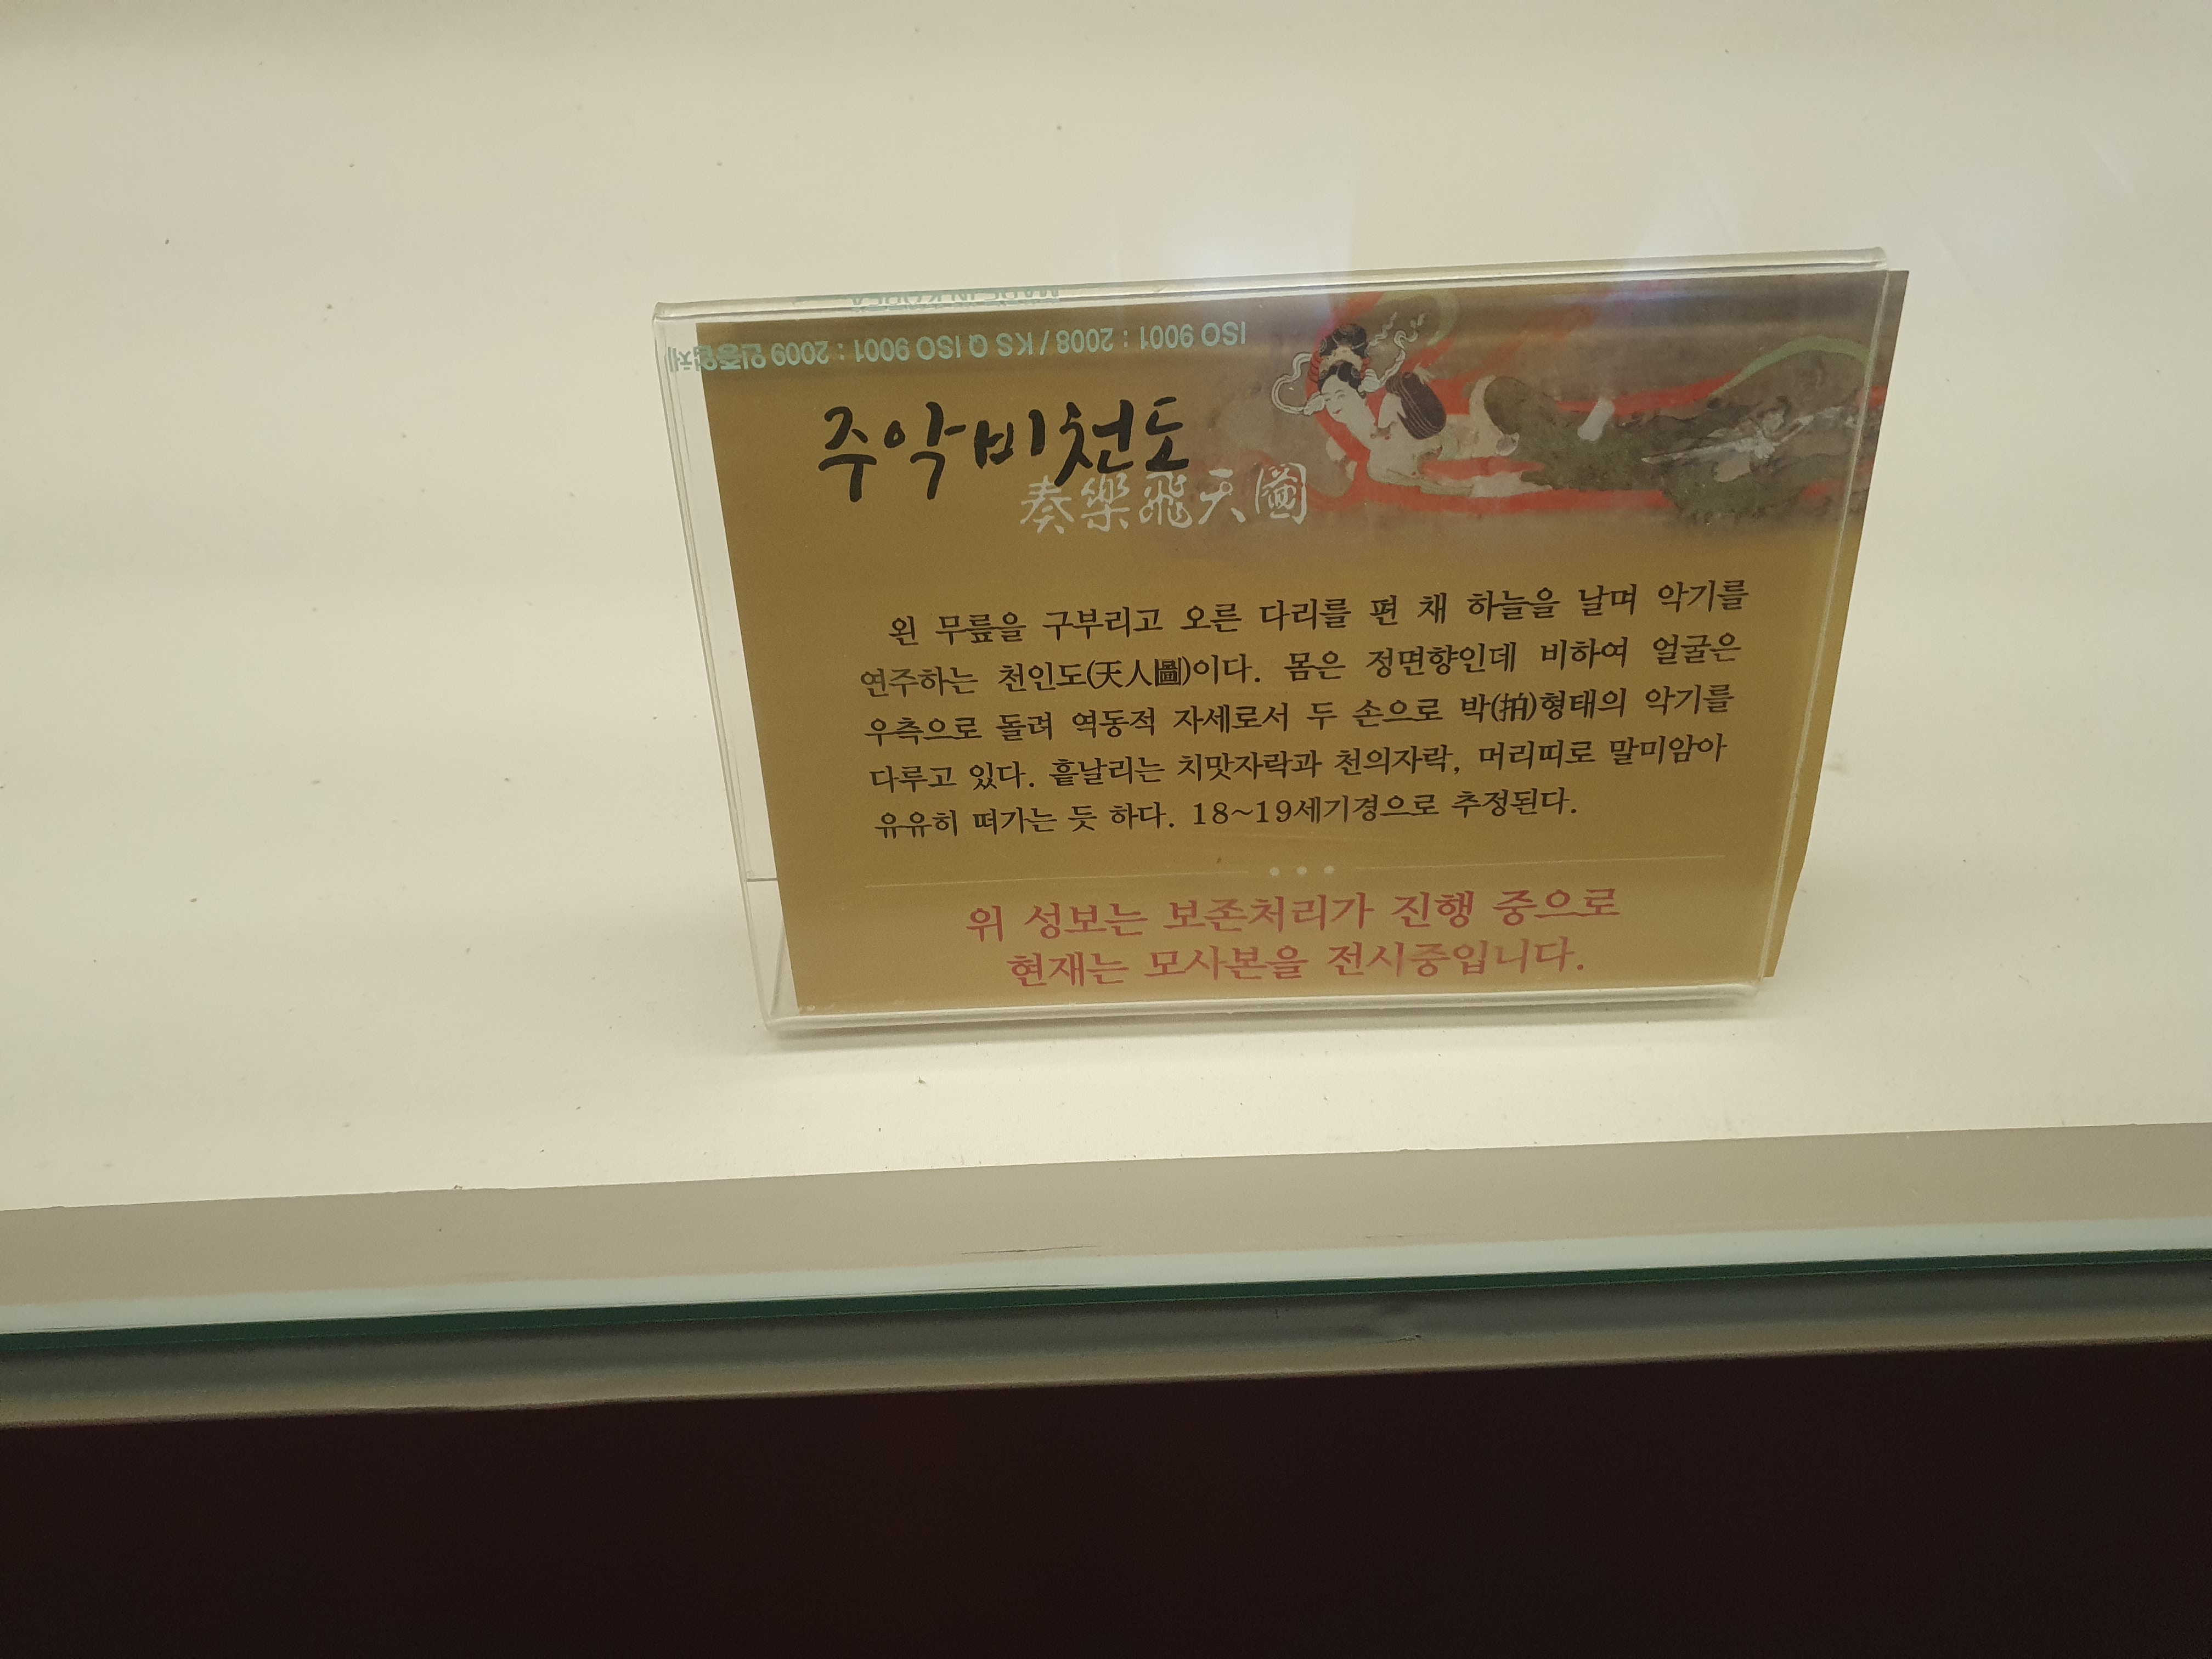 ISO 9001 : 2008 / KS Q ISO 9001 : 2009 인증업체
주악비천도
奏樂飛天圖
왼 무릎을 구부리고 오른 다리를 편 채 하늘을 날며 악기를
연주하는 천인도(天人圖)이다. 몸은 정면향인데 비하여 얼굴은
우측으로 돌려 역동적 자세로서 두 손으로 박(拍)형태의 악기를
다루고 있다. 흩날리는 치맛자락과 천의자락, 머리띠로 말미암아
유유히 떠가는 듯 하다. 18~19세기경으로 추정된다.
위 성보는 보존처리가 진행 중으로
현재는 모사본을 전시중입니다.